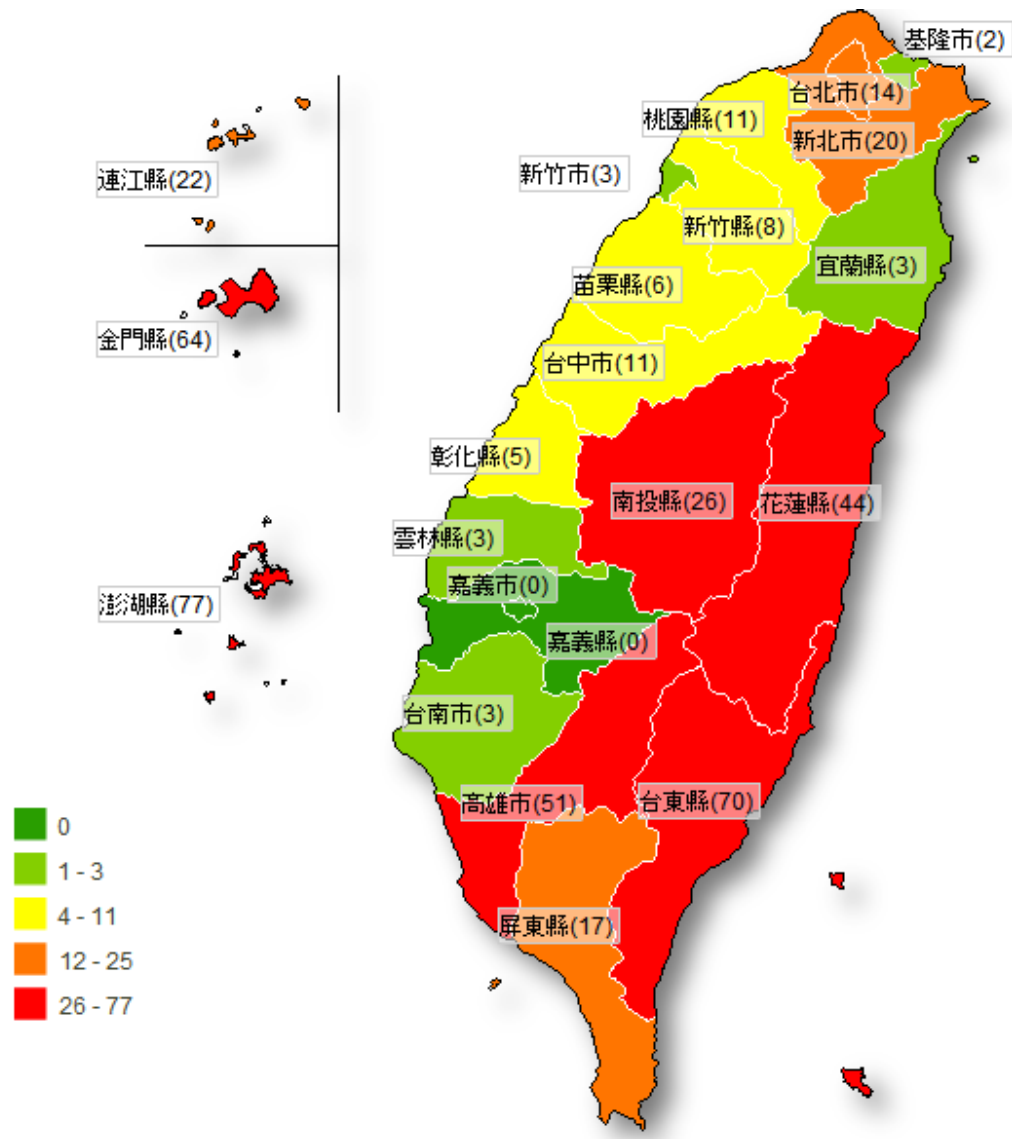 基隆市(2)
台北市(14)
桃園縣(11)
新北市(20)
新竹市(3)
連江縣(22)
新竹縣(8)
宜蘭縣(3)
苗栗縣(6)
金門縣(64)
台中市(11)
彰化縣(5)
南投縣(26)
花蓮縣(44)
雲林縣(3)
嘉義市(0)
澎湖縣(77)
嘉義縣(0)
台南市(3)
高雄市(51)
台東縣(70)
屏東縣(17)
0
1 - 3
4 - 11
12 - 25
26 - 77